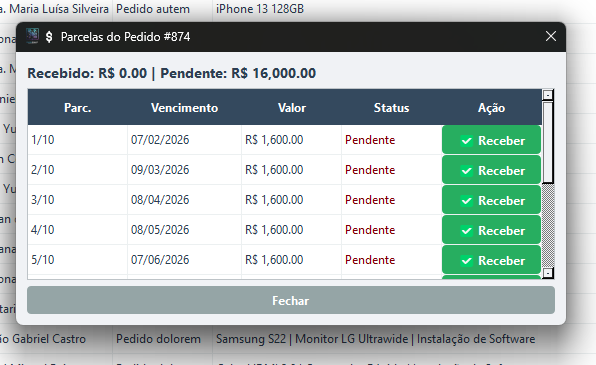 a. Maria Luísa Silveira Pedido autem iPhone 13 128GB
$ Parcelas do Pedido #874
Recebido: R$ 0.00 | Pendente: R$ 16,000.00
Parc. Vencimento Valor Status Ação
1/10 07/02/2026 R$ 1,600.00 Pendente Receber
2/10 09/03/2026 R$ 1,600.00 Pendente Receber
3/10 08/04/2026 R$ 1,600.00 Pendente Receber
4/10 08/05/2026 R$ 1,600.00 Pendente Receber
5/10 07/06/2026 R$ 1,600.00 Pendente Receber
Fechar
io Gabriel Castro Pedido dolorem Samsung S22 | Monitor LG Ultrawide | Instalação de Software